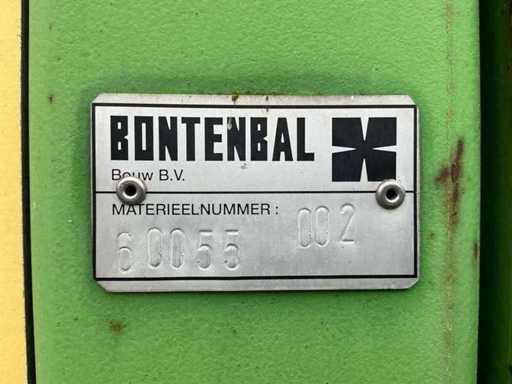 BONTENBAL
Bouw B.V.
MATERIEELNUMMER :
60055 002